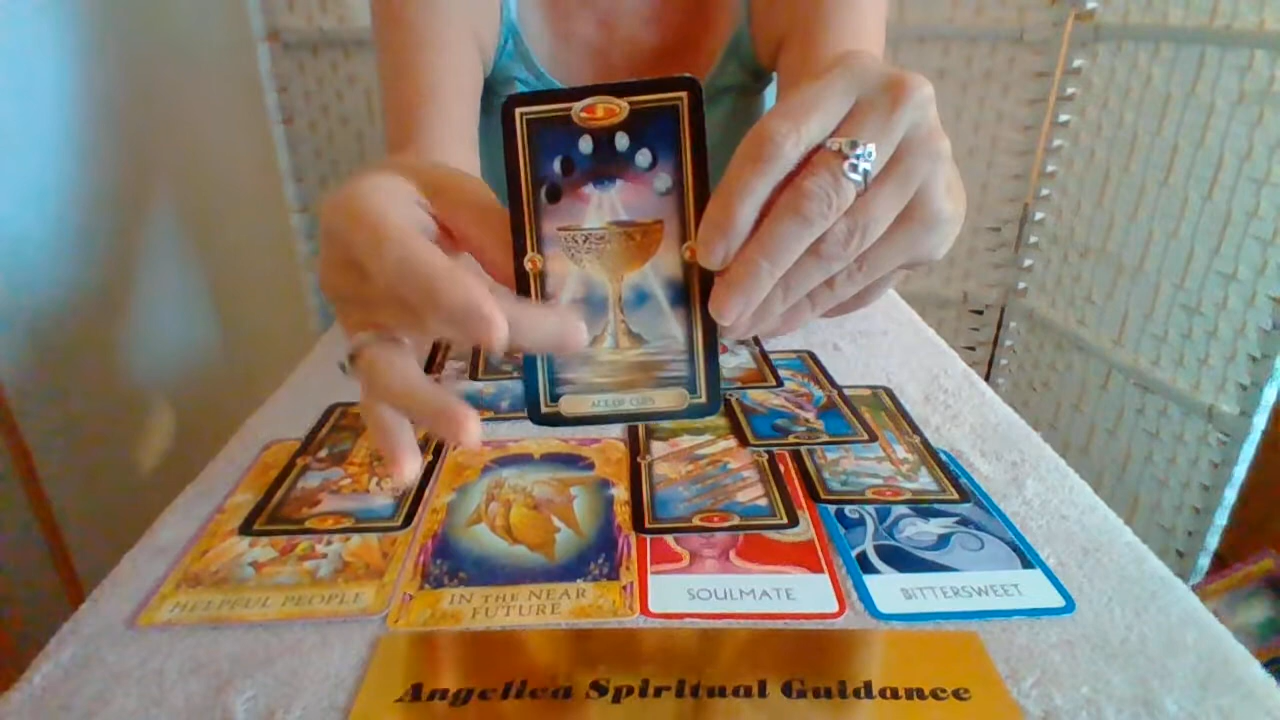 ACE OF CUPS
HELPFUL PEOPLE
IN THE NEAR
FUTURE
SOULMATE
BITTERSWEET
Angelica Spiritual Guidance